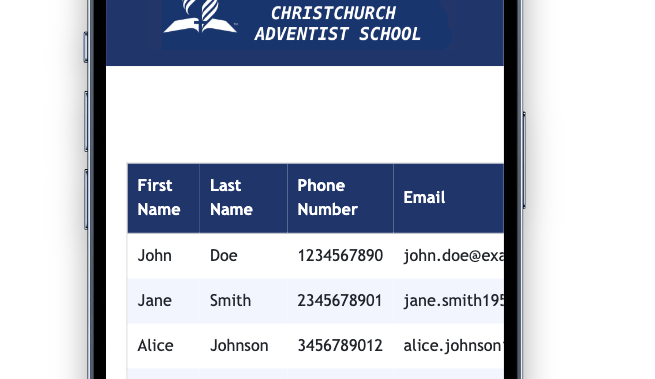 CHRISTCHURCH
ADVENTIST SCHOOL
First Name Last Name Phone Number Email
John Doe 1234567890 john.doe@exa
Jane Smith 2345678901 jane.smith195
Alice Johnson 3456789012 alice.johnson